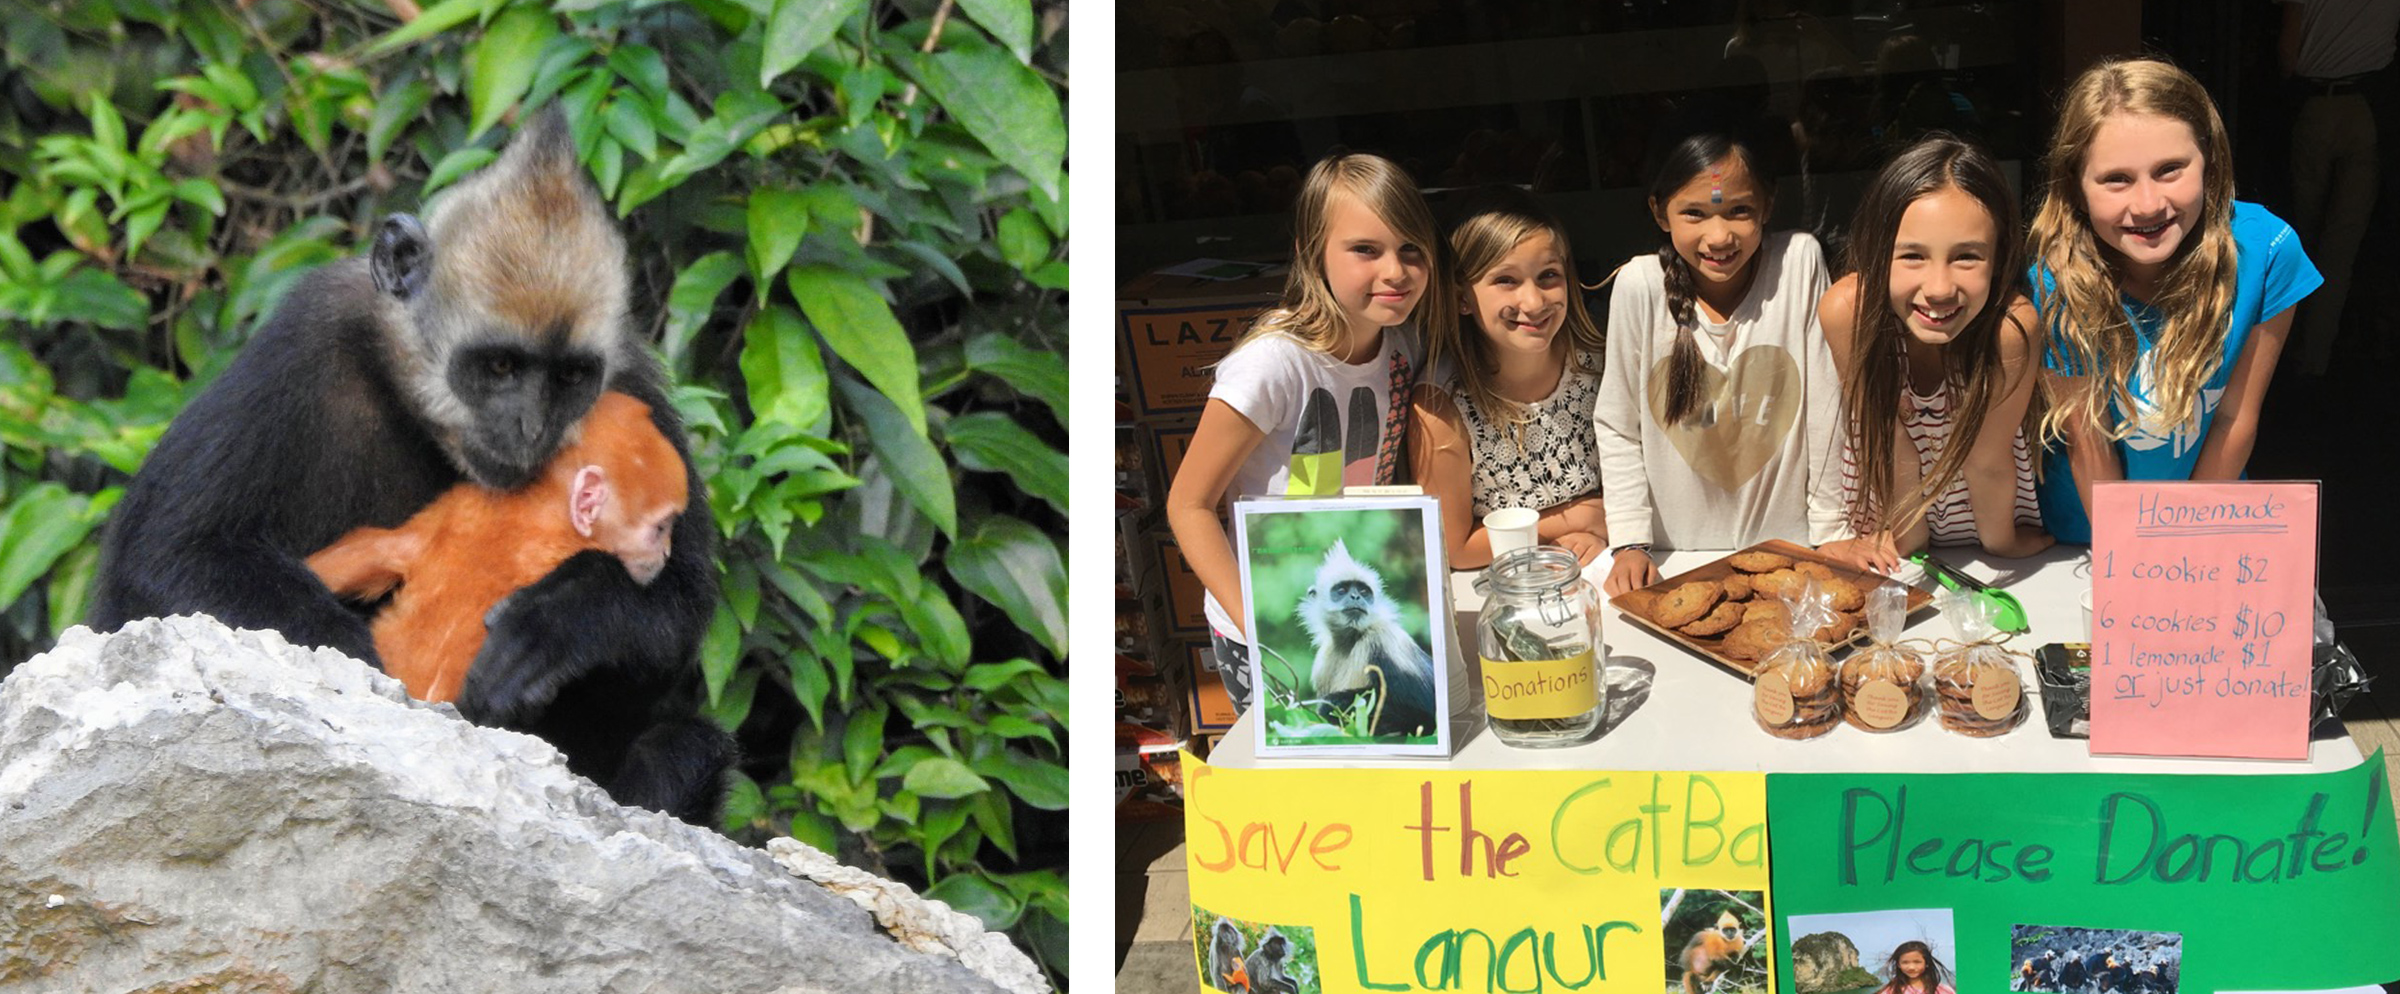 LAZZ
Donations
Homemade
1 cookie $2
6 cookies $10
1 lemonade $1
or just donate!
Save the Cat Ba
Langur
Please Donate!